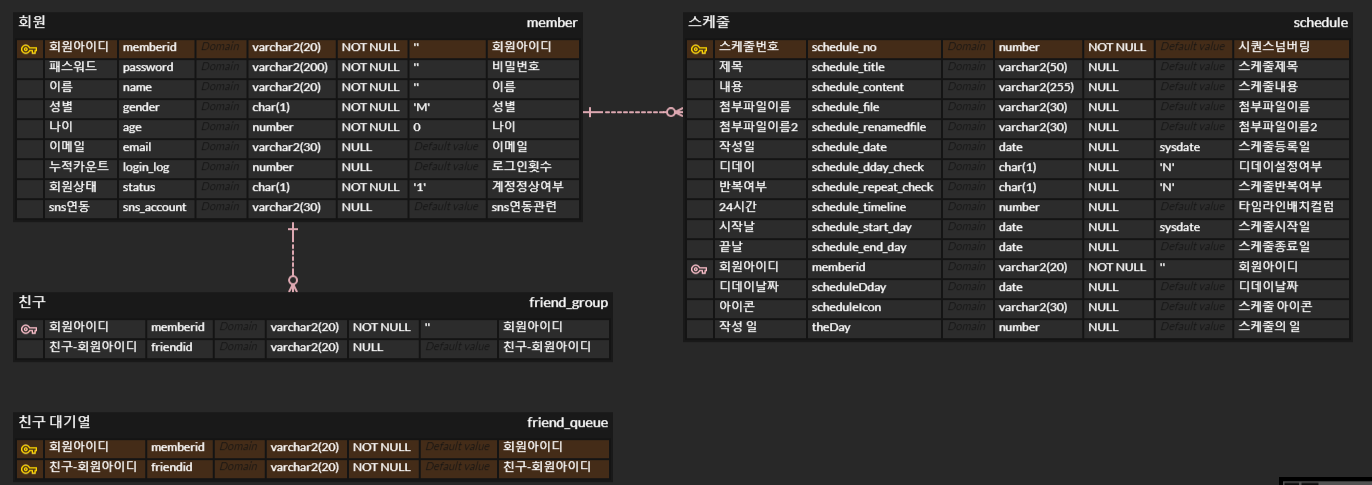 회원 member
회원아이디 memberid Domain varchar2(20) NOT NULL '' 회원아이디
패스워드 password Domain varchar2(200) NOT NULL '' 비밀번호
이름 name Domain varchar2(20) NOT NULL '' 이름
성별 gender Domain char(1) NOT NULL 'M' 성별
나이 age Domain number NOT NULL 0 나이
이메일 email Domain varchar2(30) NULL Default value 이메일
누적카운트 login_log Domain number NULL 0 로그인횟수
회원상태 status Domain char(1) NOT NULL '1' 계정정상여부
sns연동 sns_account Domain varchar2(30) NULL Default value sns연동관련
스케줄 schedule
스케줄번호 schedule_no Domain number NOT NULL Default value 시퀀스넘버링
제목 schedule_title Domain varchar2(50) NULL Default value 스케줄제목
내용 schedule_content Domain varchar2(255) NULL Default value 스케줄내용
첨부파일이름 schedule_file Domain varchar2(30) NULL Default value 첨부파일이름
첨부파일이름2 schedule_renamedfile Domain varchar2(30) NULL Default value 첨부파일이름2
작성일 schedule_date Domain date NULL sysdate 스케줄등록일
디데이 schedule_dday_check Domain char(1) NULL 'N' 디데이설정여부
반복여부 schedule_repeat_check Domain char(1) NULL 'N' 스케줄반복여부
24시간 schedule_timeline Domain number NULL Default value 타임라인배치컬럼
시작날 schedule_start_day Domain date NULL sysdate 스케줄시작일
끝날 schedule_end_day Domain date NULL Default value 스케줄종료일
회원아이디 memberid Domain varchar2(20) NOT NULL '' 회원아이디
디데이날짜 scheduleDday Domain date NULL Default value 디데이날짜
아이콘 scheduleIcon Domain varchar2(30) NULL Default value 스케줄 아이콘
작성 일 theDay Domain number NULL Default value 스케줄의 일
친구 friend_group
회원아이디 memberid Domain varchar2(20) NOT NULL '' 회원아이디
친구-회원아이디 friendid Domain varchar2(20) NULL Default value 친구-회원아이디
친구 대기열 friend_queue
회원아이디 memberid Domain varchar2(20) NOT NULL Default value 회원아이디
친구-회원아이디 friendid Domain varchar2(20) NOT NULL Default value 친구-회원아이디